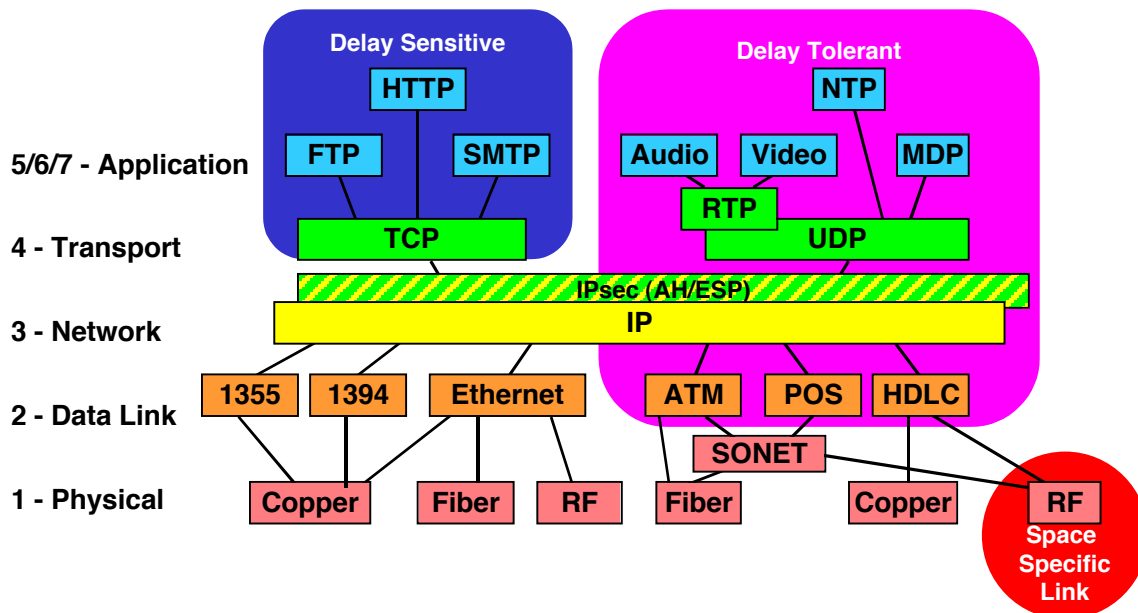 Delay Sensitive
Delay Tolerant
HTTP
NTP
5/6/7 - Application
FTP
SMTP
Audio
Video
MDP
RTP
4 - Transport
TCP
UDP
IPsec (AH/ESP)
3 - Network
IP
2 - Data Link
1355
1394
Ethernet
ATM
POS
HDLC
SONET
1 - Physical
Copper
Fiber
RF
Fiber
Copper
RF
Space
Specific
Link